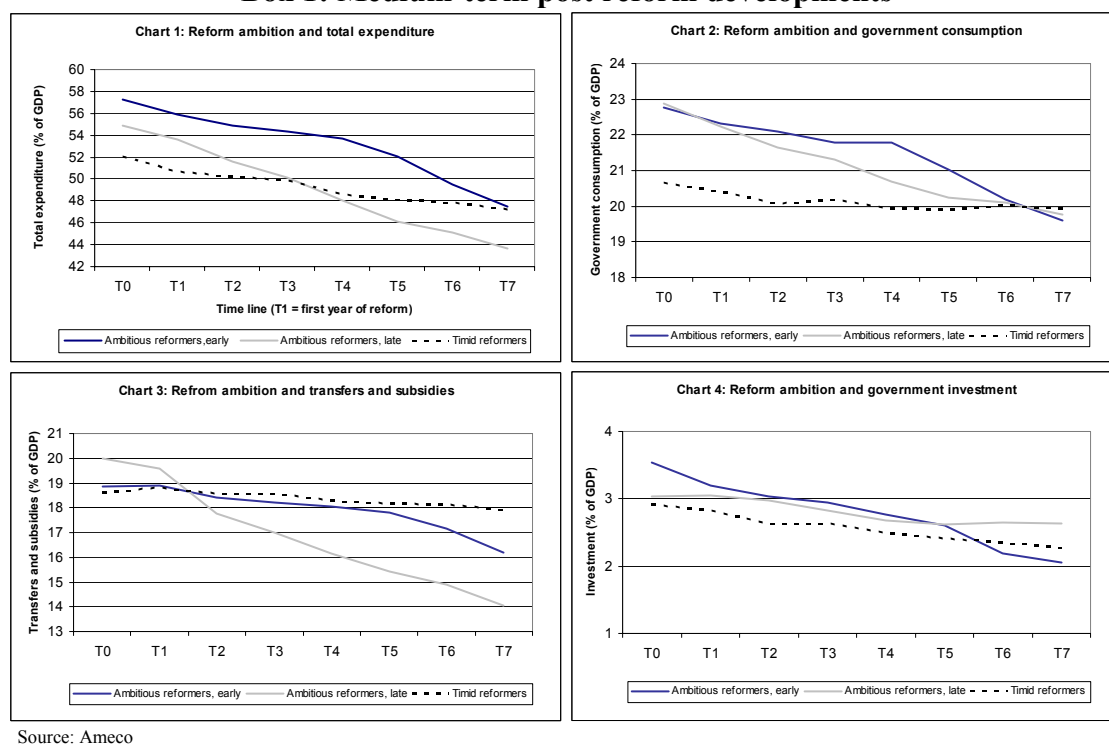 Box 1: Medium-term post-reform developments
Chart 1: Reform ambition and total expenditure
Total expenditure (% of GDP)
60
58
56
54
52
50
48
46
44
42
T0 T1 T2 T3 T4 T5 T6 T7
Time line (T1 = first year of reform)
Ambitious reformers,early Ambitious reformers, late Timid reformers
Chart 2: Reform ambition and government consumption
Government consumption (% of GDP)
24
23
22
21
20
19
18
T0 T1 T2 T3 T4 T5 T6 T7
Ambitious reformers, early Ambitious reformers, late Timid reformers
Chart 3: Refrom ambition and transfers and subsidies
Transfers and subsidies (% of GDP)
21
20
19
18
17
16
15
14
13
T0 T1 T2 T3 T4 T5 T6 T7
Ambitious reformers, early Ambitious reformers, late Timid reformers
Chart 4: Reform ambition and government investment
Investment (% of GDP)
4
3
2
1
T0 T1 T2 T3 T4 T5 T6 T7
Ambitious reformers, early Ambitious reformers, late Timid reformers
Source: Ameco